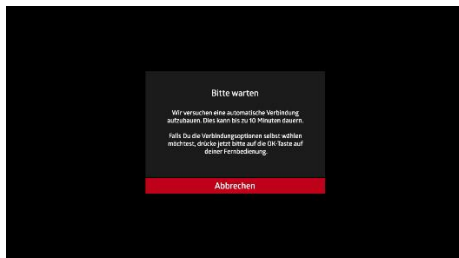 Bitte warten
Wir versuchen eine automatische Verbindung
aufzubauen. Dies kann bis zu 10 Minuten dauern.
Falls Du die Verbindungsoptionen selbst wählen
möchtest, drücke jetzt bitte auf die OK-Taste auf
deiner Fernbedienung.
Abbrechen